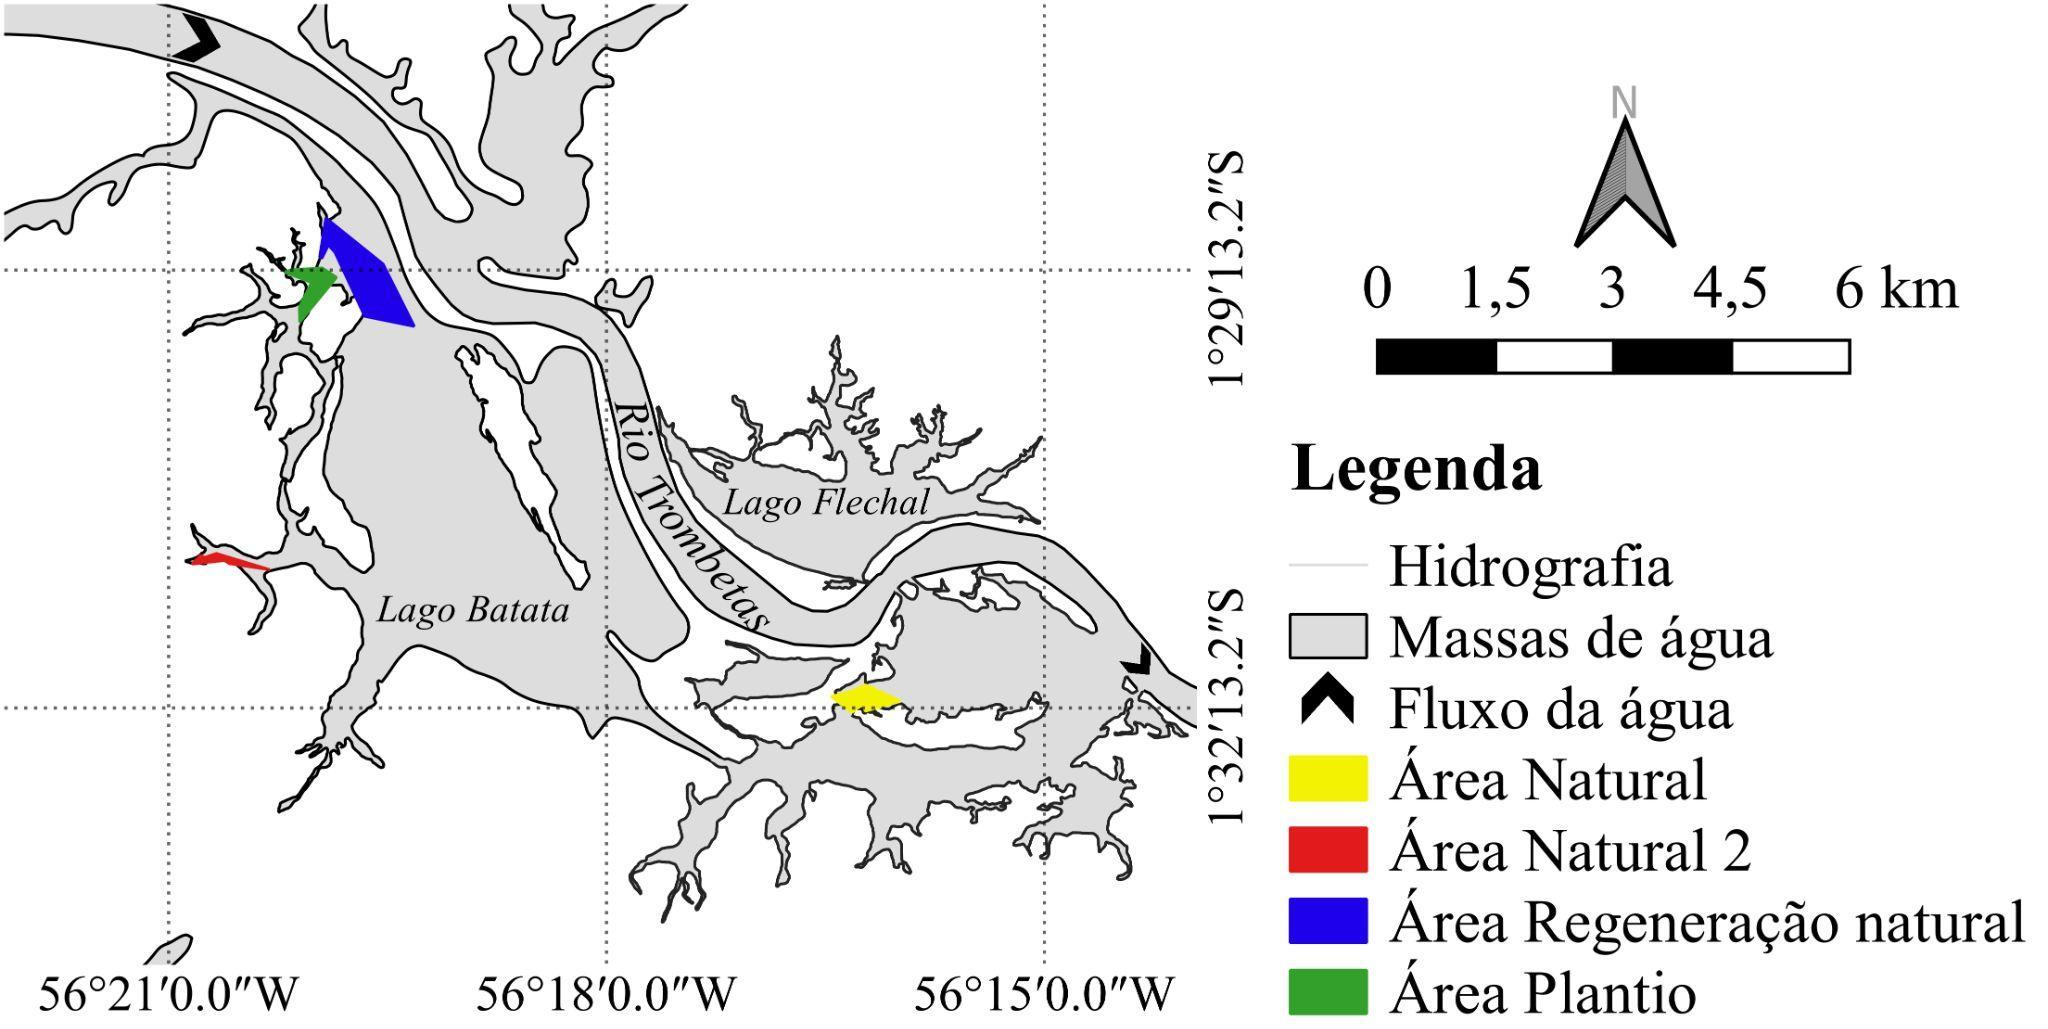 N
0 1,5 3 4,5 6 km
1°29'13.2"S
Rio Trombetas
Lago Flechal
Lago Batata
1°32'13.2"S
56°21'0.0"W 56°18'0.0"W 56°15'0.0"W
Legenda
Hidrografia
Massas de água
Fluxo da água
Área Natural
Área Natural 2
Área Regeneração natural
Área Plantio